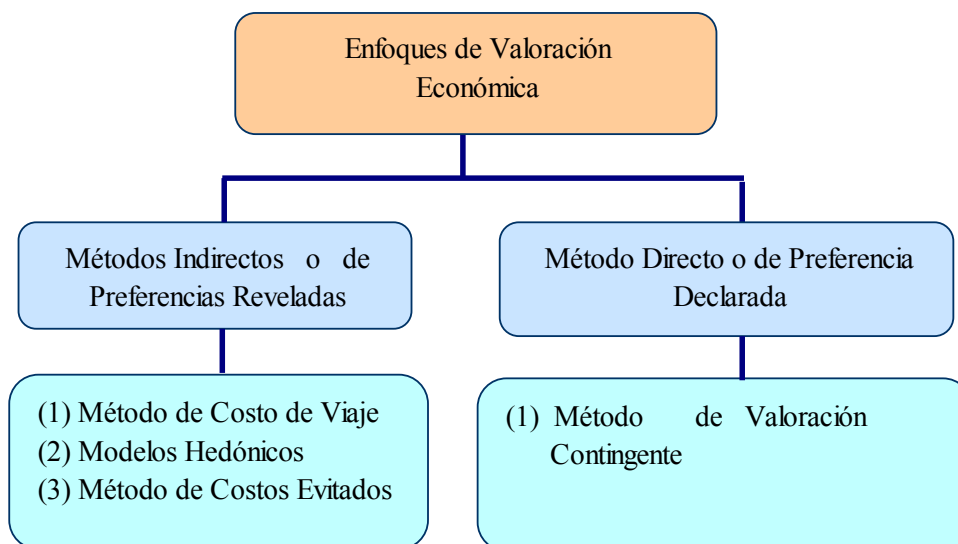 Enfoques de Valoración
Económica
Métodos Indirectos o de
Preferencias Reveladas
Método Directo o de Preferencia
Declarada
(1) Método de Costo de Viaje
(2) Modelos Hedónicos
(3) Método de Costos Evitados
(1) Método de Valoración
Contingente